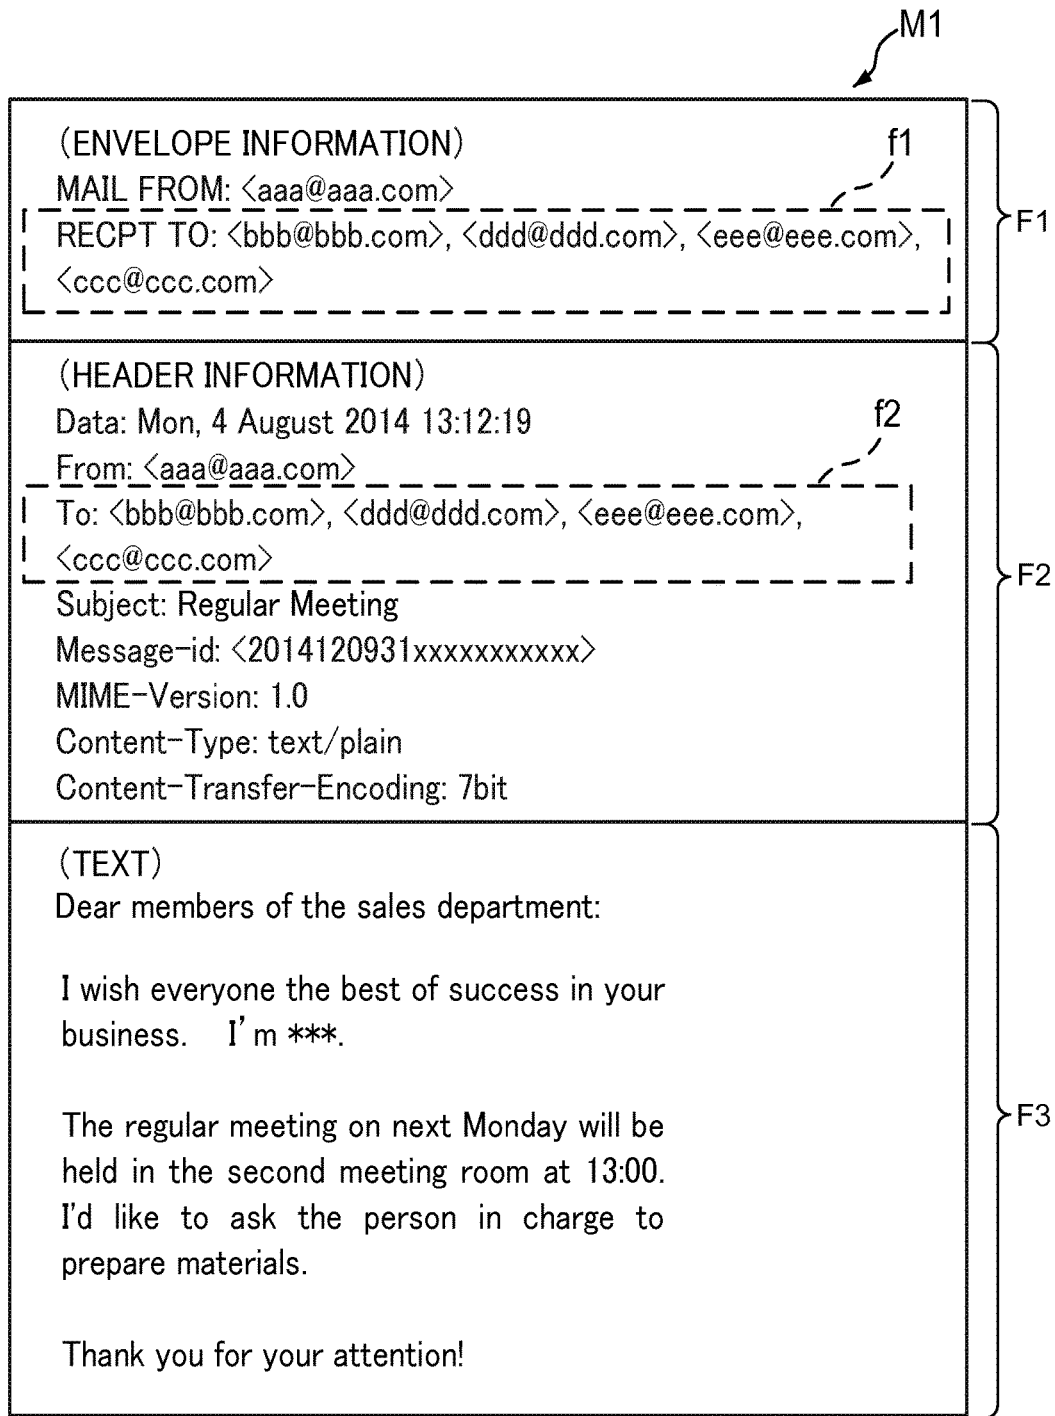 M1
(ENVELOPE INFORMATION)
f1
MAIL FROM: <aaa@aaa.com>
RECPT TO: <bbb@bbb.com>, <ddd@ddd.com>, <eee@eee.com>,
<ccc@ccc.com>
F1
(HEADER INFORMATION)
Data: Mon, 4 August 2014 13:12:19
f2
From: <aaa@aaa.com>
To: <bbb@bbb.com>, <ddd@ddd.com>, <eee@eee.com>,
<ccc@ccc.com>
F2
Subject: Regular Meeting
Message-id: <2014120931xxxxxxxxxxx>
MIME-Version: 1.0
Content-Type: text/plain
Content-Transfer-Encoding: 7bit
(TEXT)
Dear members of the sales department:
I wish everyone the best of success in your
business. I'm ***.
The regular meeting on next Monday will be
F3
held in the second meeting room at 13:00.
I'd like to ask the person in charge to
prepare materials.
Thank you for your attention!